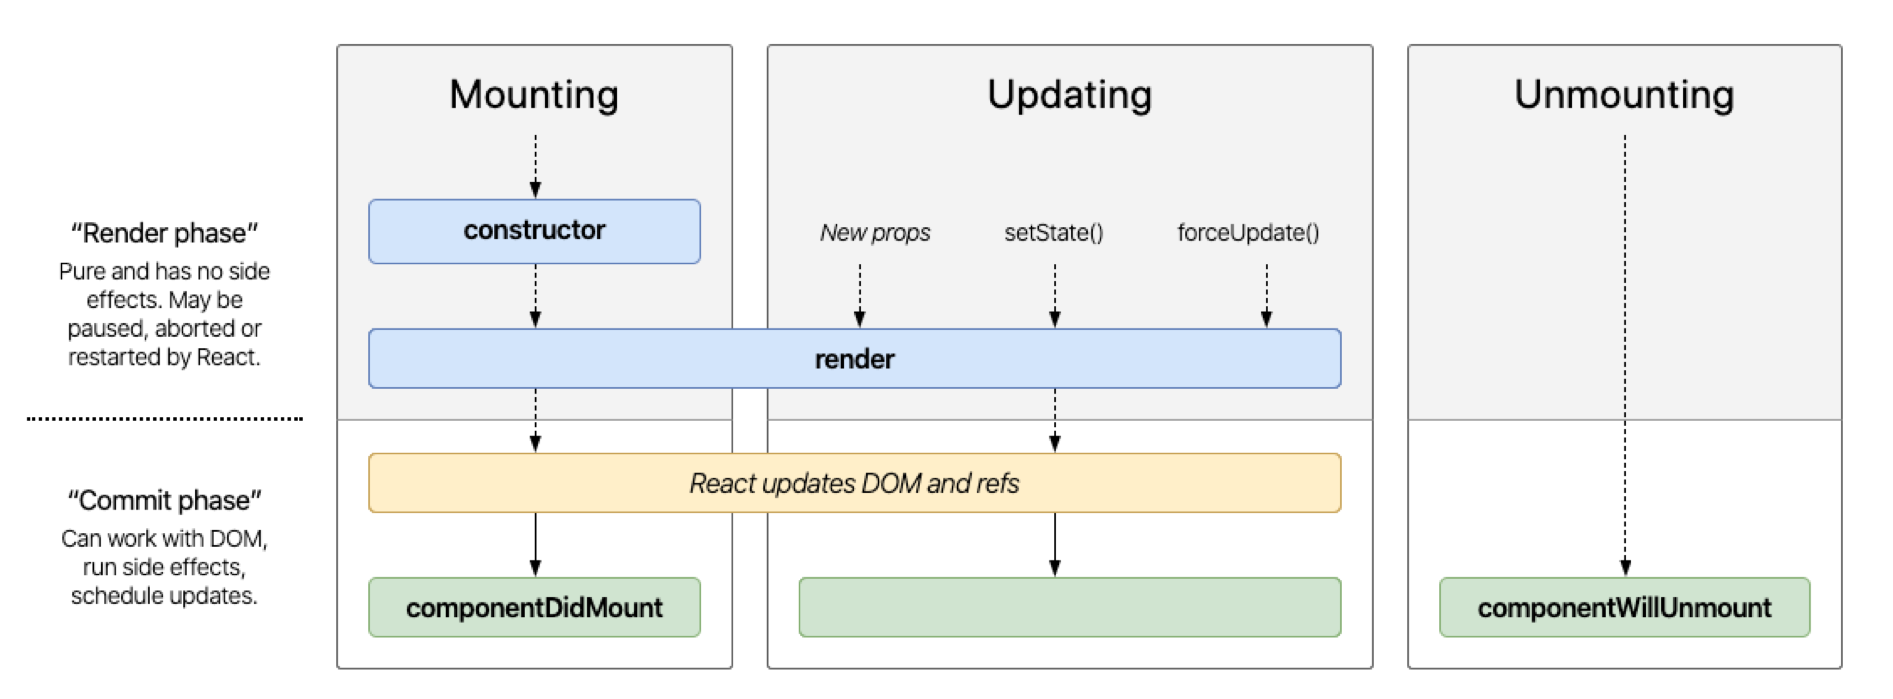 Mounting
Updating
Unmounting
constructor
“Render phase”
Pure and has no side
effects. May be
paused, aborted or
restarted by React.
New props
setState()
forceUpdate()
render
React updates DOM and refs
“Commit phase”
Can work with DOM,
run side effects,
schedule updates.
componentDidMount
componentWillUnmount